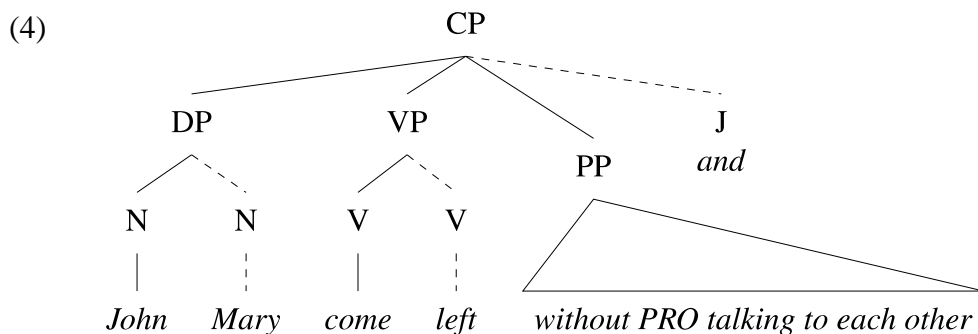 (4)
CP
DP VP PP J
and
N N V V
John Mary come left without PRO talking to each other